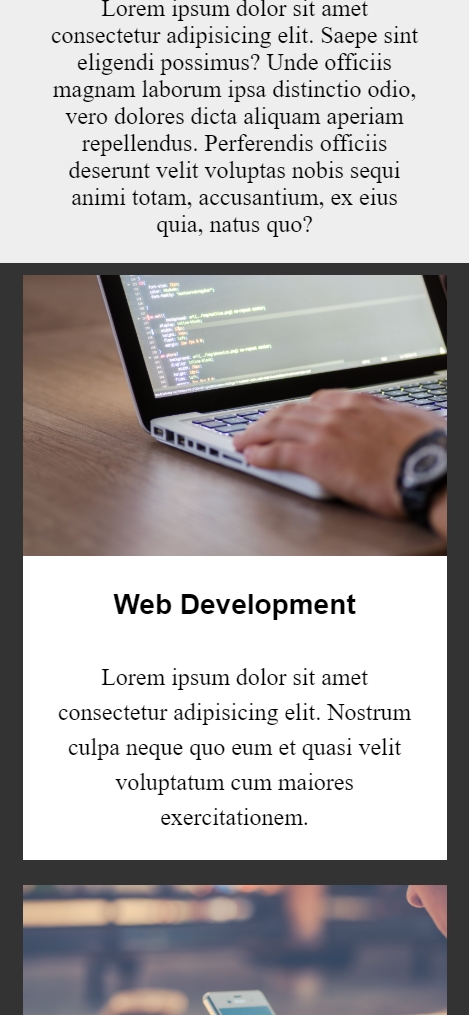 Lorem ipsum dolor sit amet
consectetur adipisicing elit. Saepe sint
eligendi possimus? Unde officiis
magnam laborum ipsa distinctio odio,
vero dolores dicta aliquam aperiam
repellendus. Perferendis officiis
deserunt velit voluptas nobis sequi
animi totam, accusantium, ex eius
quia, natus quo?
Web Development
Lorem ipsum dolor sit amet
consectetur adipisicing elit. Nostrum
culpa neque quo eum et quasi velit
voluptatum cum maiores
exercitationem.